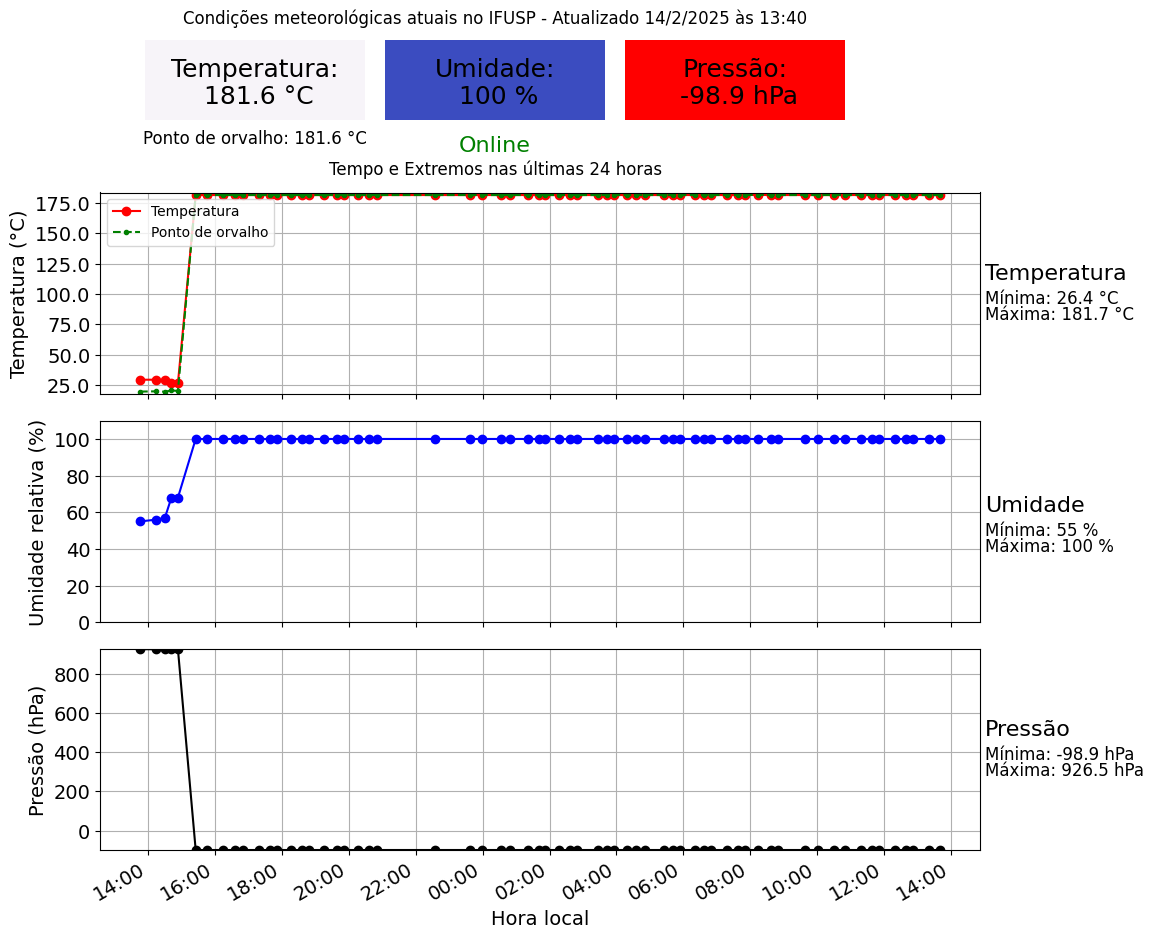 Condições meteorológicas atuais no IFUSP - Atualizado 14/2/2025 às 13:40
Temperatura:
181.6 °C
Umidade:
100 %
Pressão:
-98.9 hPa
Ponto de orvalho: 181.6 °C
Online
Tempo e Extremos nas últimas 24 horas
Temperatura (°C)
175.0
150.0
125.0
100.0
75.0
50.0
25.0
Temperatura
Ponto de orvalho
Temperatura
Mínima: 26.4 °C
Máxima: 181.7 °C
Umidade relativa (%)
100
80
60
40
20
0
Umidade
Mínima: 55 %
Máxima: 100 %
Pressão (hPa)
800
600
400
200
0
Pressão
Mínima: -98.9 hPa
Máxima: 926.5 hPa
14:00
16:00
18:00
20:00
22:00
00:00
02:00
04:00
06:00
08:00
10:00
12:00
14:00
Hora local